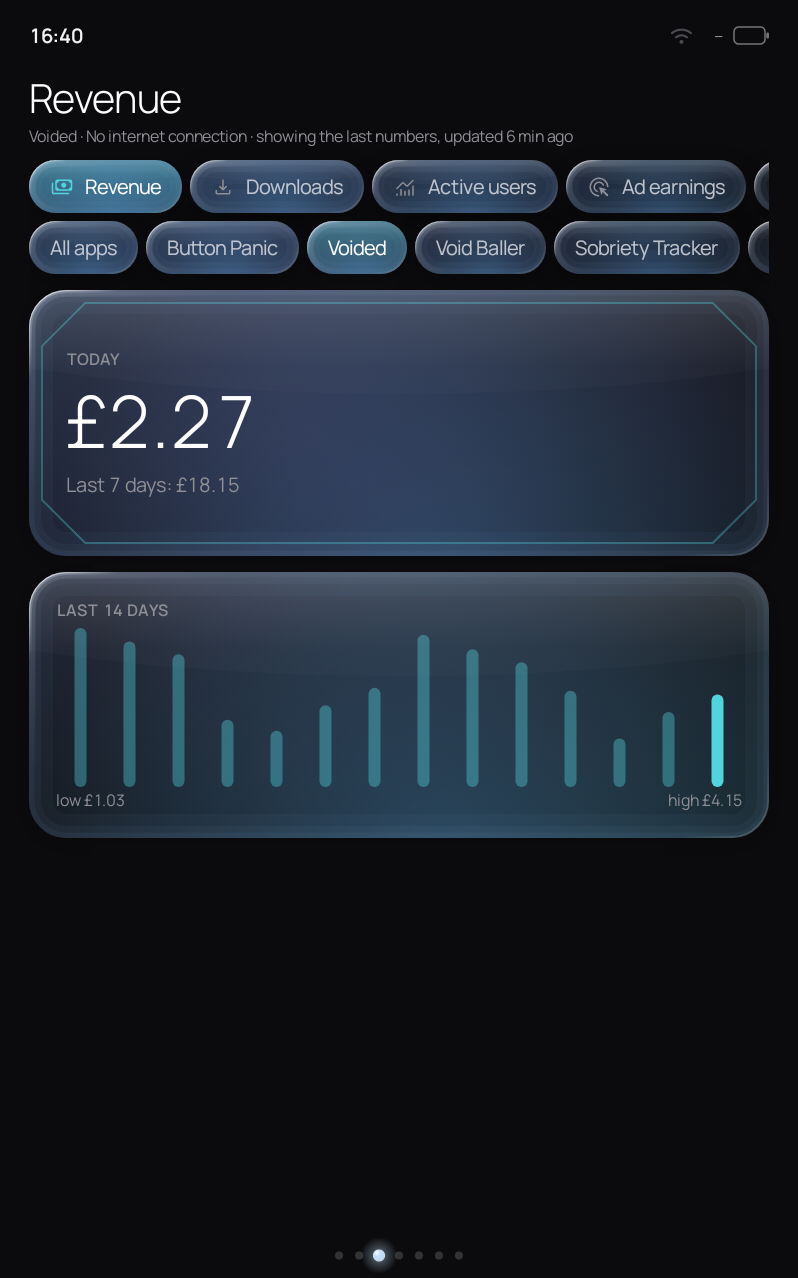 16:40
–
Revenue
Voided · No internet connection · showing the last numbers, updated 6 min ago
Revenue Downloads Active users Ad earnings
All apps Button Panic Voided Void Baller Sobriety Tracker
TODAY
£2.27
Last 7 days: £18.15
LAST 14 DAYS
low £1.03 high £4.15